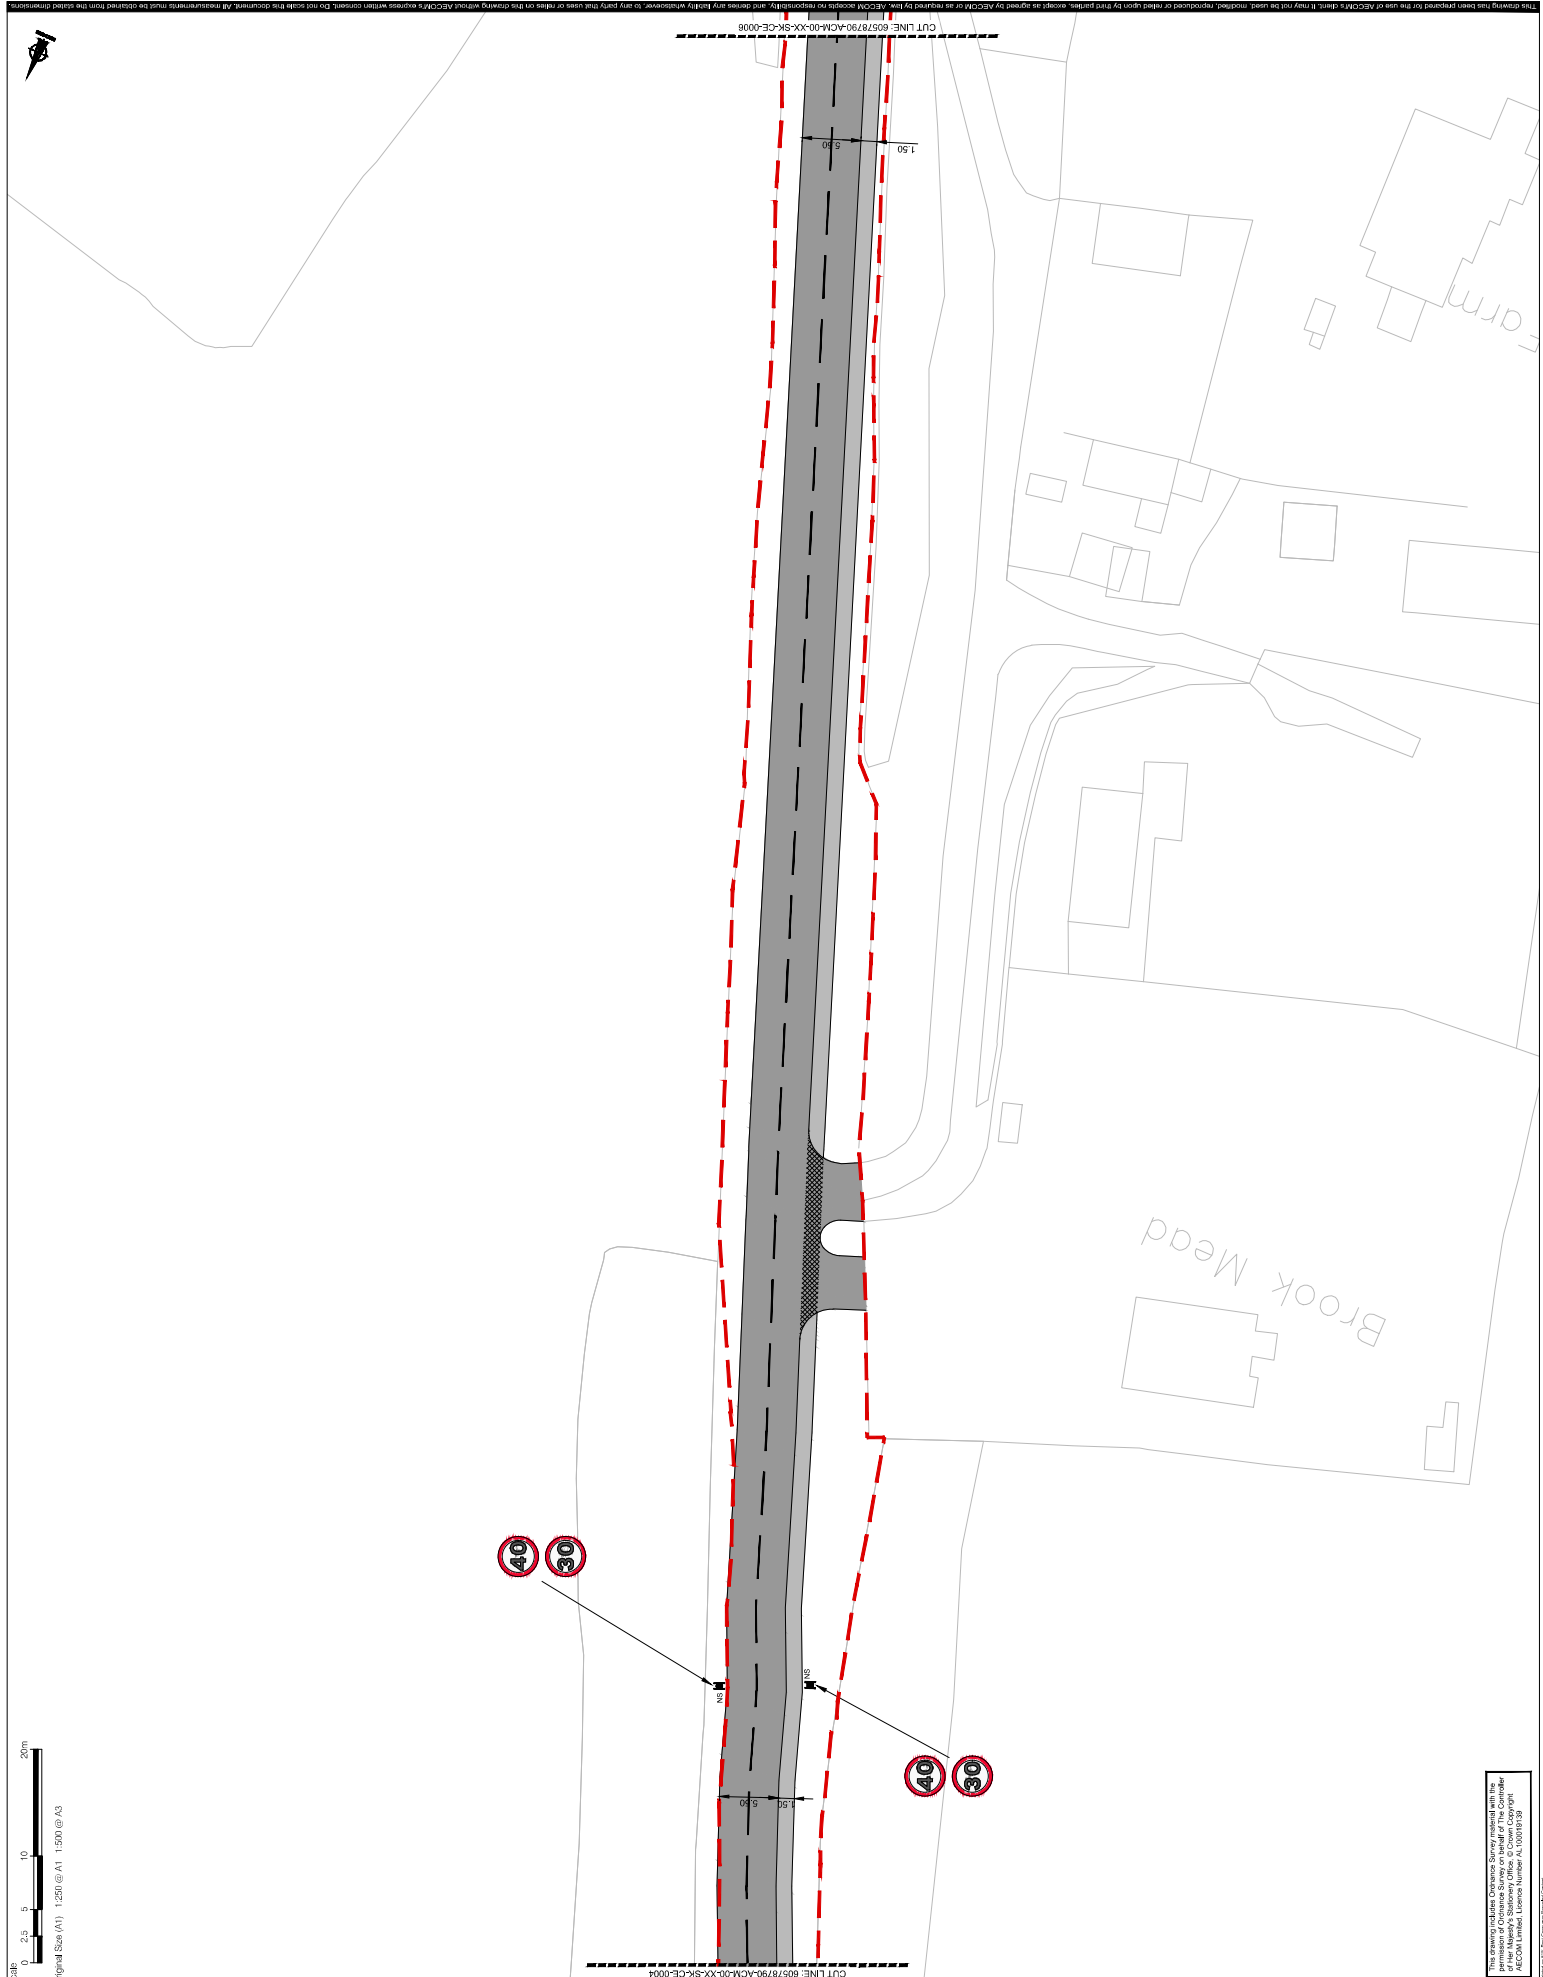 This drawing has been prepared for the use of AECOM's client. It may not be used, modified, reproduced or relied upon by third parties, except as agreed by AECOM or as required by law. AECOM accepts no responsibility, and denies any liability whatsoever, to any party that uses or relies on this drawing without AECOM's express written consent. Do not scale this document. All measurements must be obtained from the stated dimensions.
CUT LINE: 60578790-ACM-00-XX-SK-CE-0006
5.50
1.50
Farm
Brook Mead
40
30
NS
NS
40
30
5.50
1.50
CUT LINE: 60578790-ACM-00-XX-SK-CE-0004
0 2.5 5 10 20m
1:250 @ A1 1:500 @ A3
This drawing includes Ordnance Survey material with the
permission of Ordnance Survey on behalf of The Controller
of Her Majesty's Stationery Office, © Crown Copyright
AECOM Limited. Licence Number AL100019139